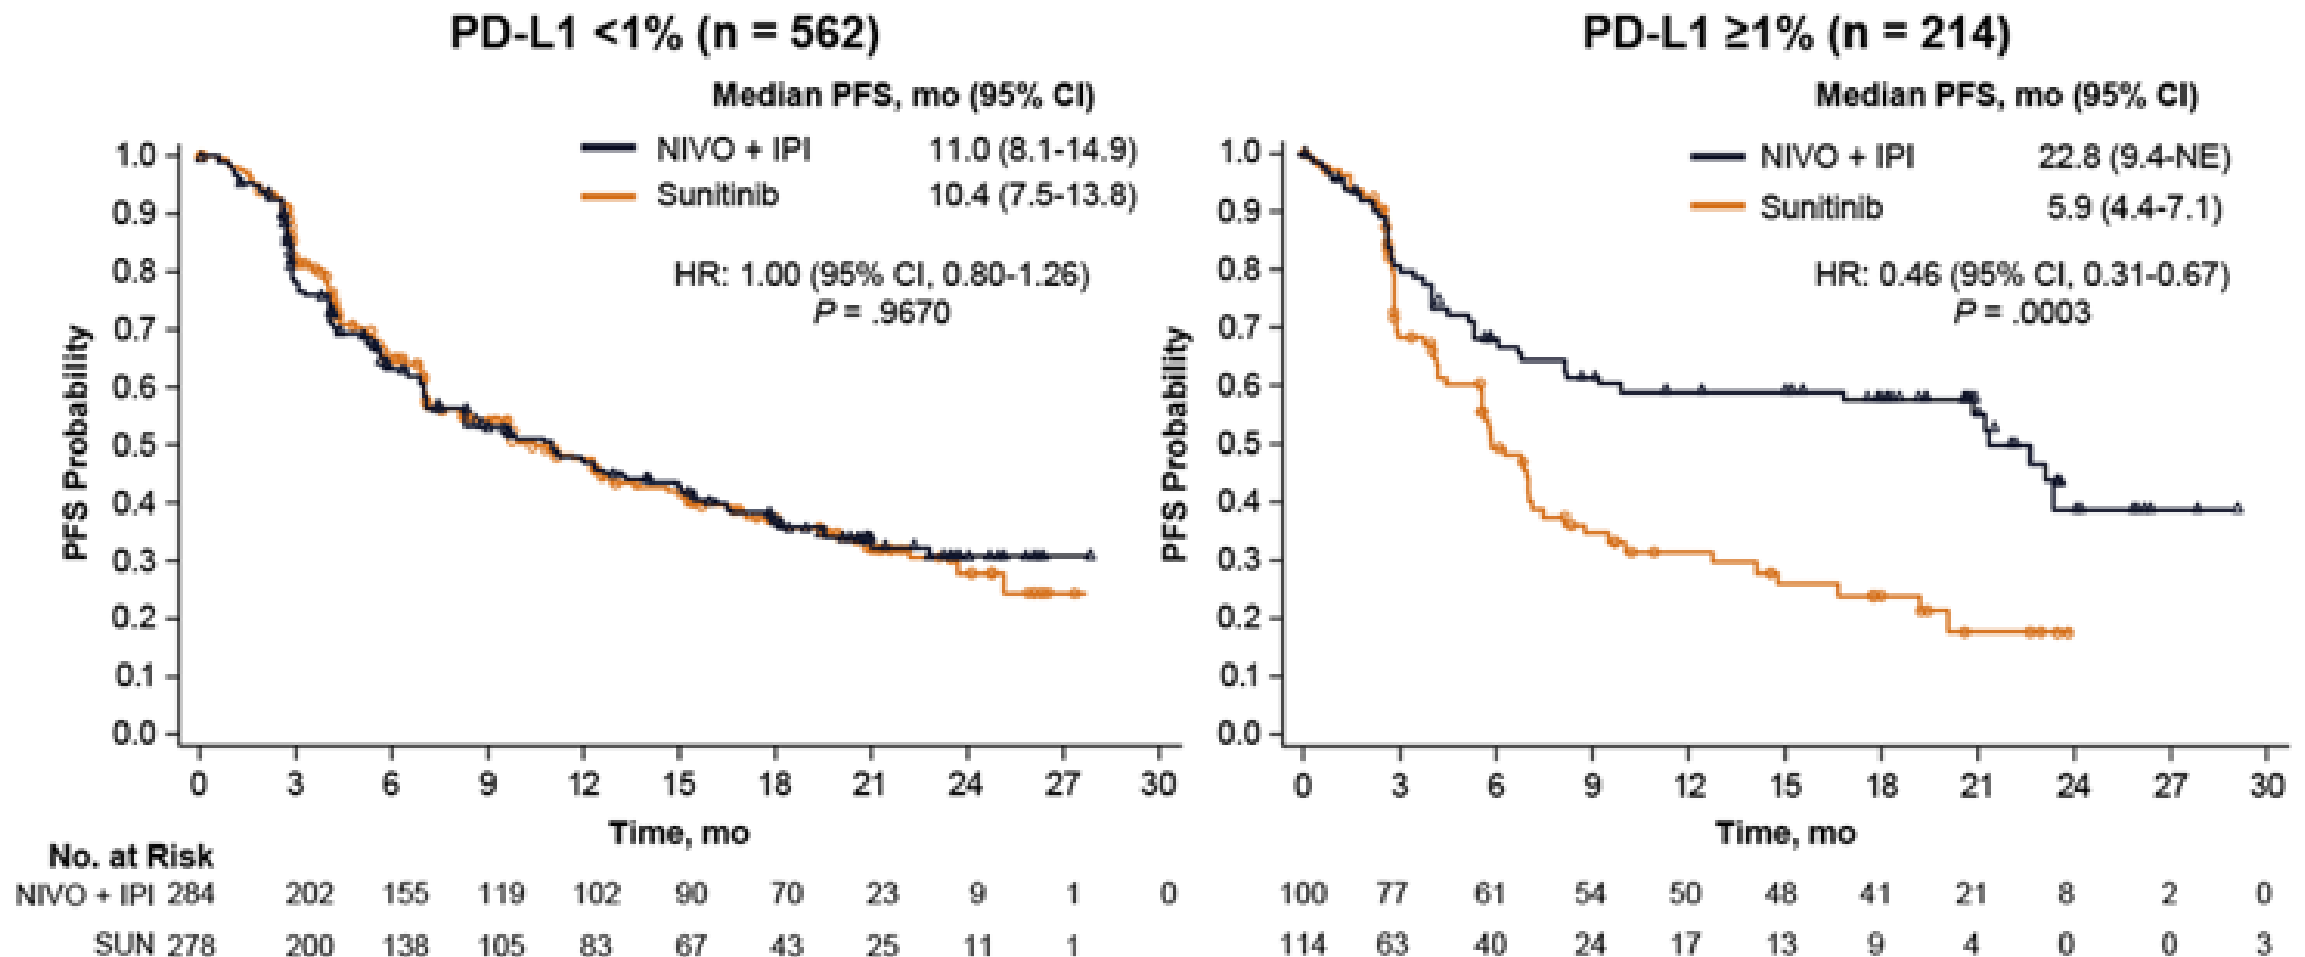 PD-L1 <1% (n = 562)
Median PFS, mo (95% CI)
NIVO + IPI 11.0 (8.1-14.9)
Sunitinib 10.4 (7.5-13.8)
HR: 1.00 (95% CI, 0.80-1.26)
P = .9670
PFS Probability
1.0
0.9
0.8
0.7
0.6
0.5
0.4
0.3
0.2
0.1
0.0
0 3 6 9 12 15 18 21 24 27 30
Time, mo
PD-L1 ≥1% (n = 214)
Median PFS, mo (95% CI)
NIVO + IPI 22.8 (9.4-NE)
Sunitinib 5.9 (4.4-7.1)
HR: 0.46 (95% CI, 0.31-0.67)
P = .0003
PFS Probability
1.0
0.9
0.8
0.7
0.6
0.5
0.4
0.3
0.2
0.1
0.0
0 3 6 9 12 15 18 21 24 27 30
Time, mo
No. at Risk
NIVO + IPI 284 202 155 119 102 90 70 23 9 1 0 100 77 61 54 50 48 41 21 8 2 0
SUN 278 200 138 105 83 67 43 25 11 1 114 63 40 24 17 13 9 4 0 0 3